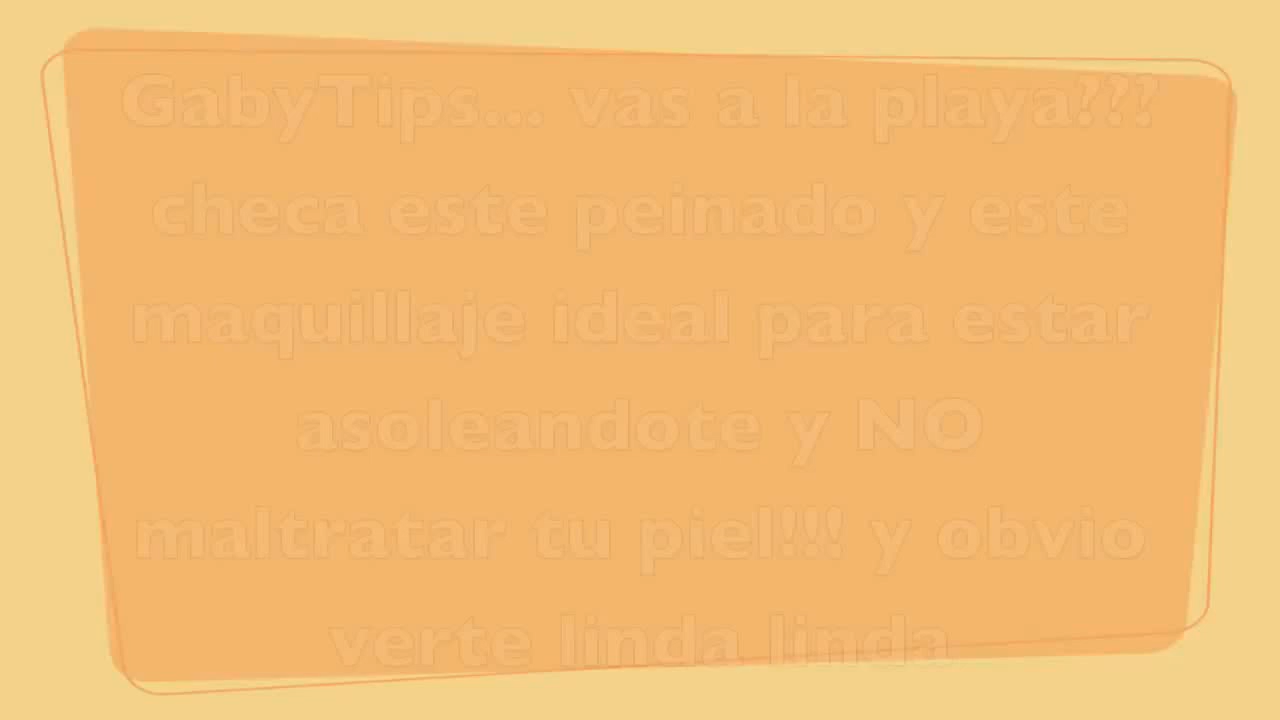 GabyTips... vas a la playa???
checa este peinado y este
maquillaje ideal para estar
asoleandote y NO
maltratar tu piel!!! y obvio
verte linda linda